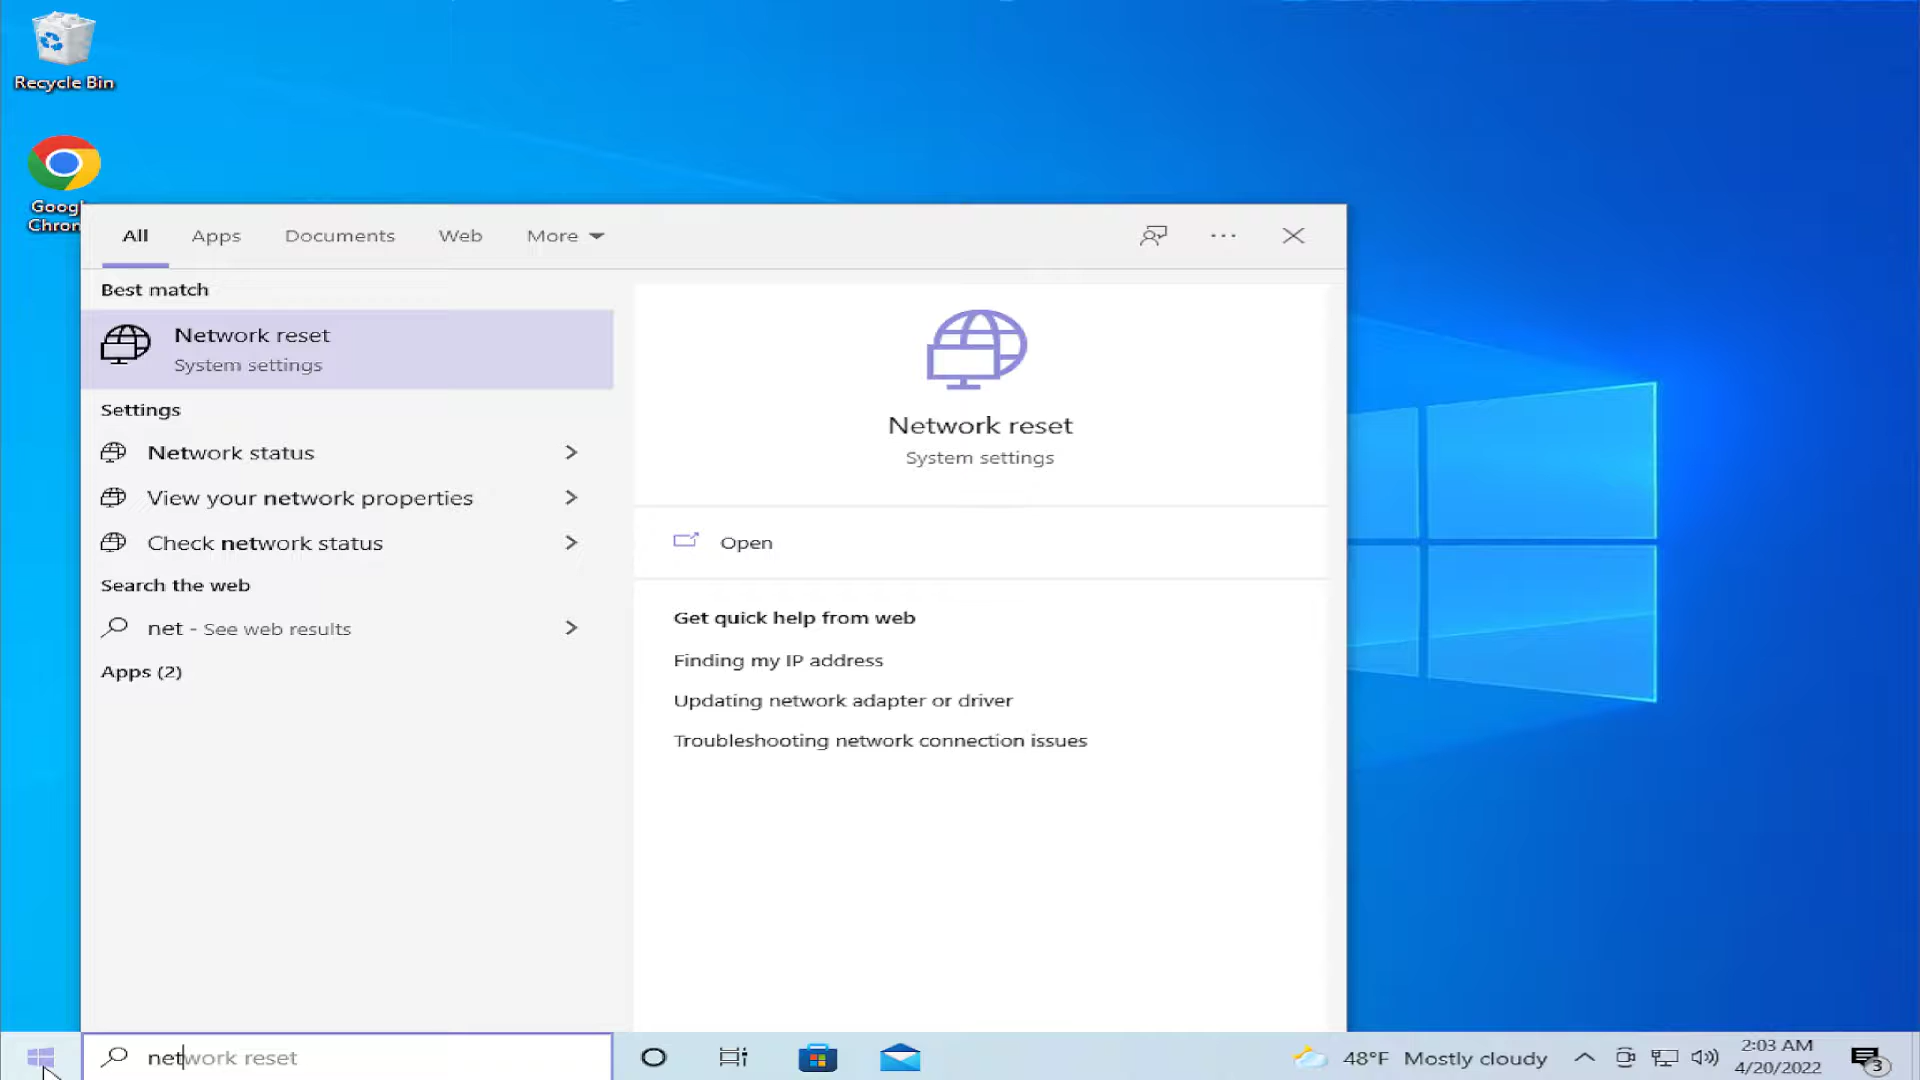 Recycle Bin
Googl
Chron
All Apps Documents Web More
Best match
Network reset
System settings
Settings
Network status
View your network properties
Check network status
Search the web
net - See web results
Apps (2)
Network reset
System settings
Open
Get quick help from web
Finding my IP address
Updating network adapter or driver
Troubleshooting network connection issues
network reset
48°F Mostly cloudy
2:03 AM
4/20/2022
3